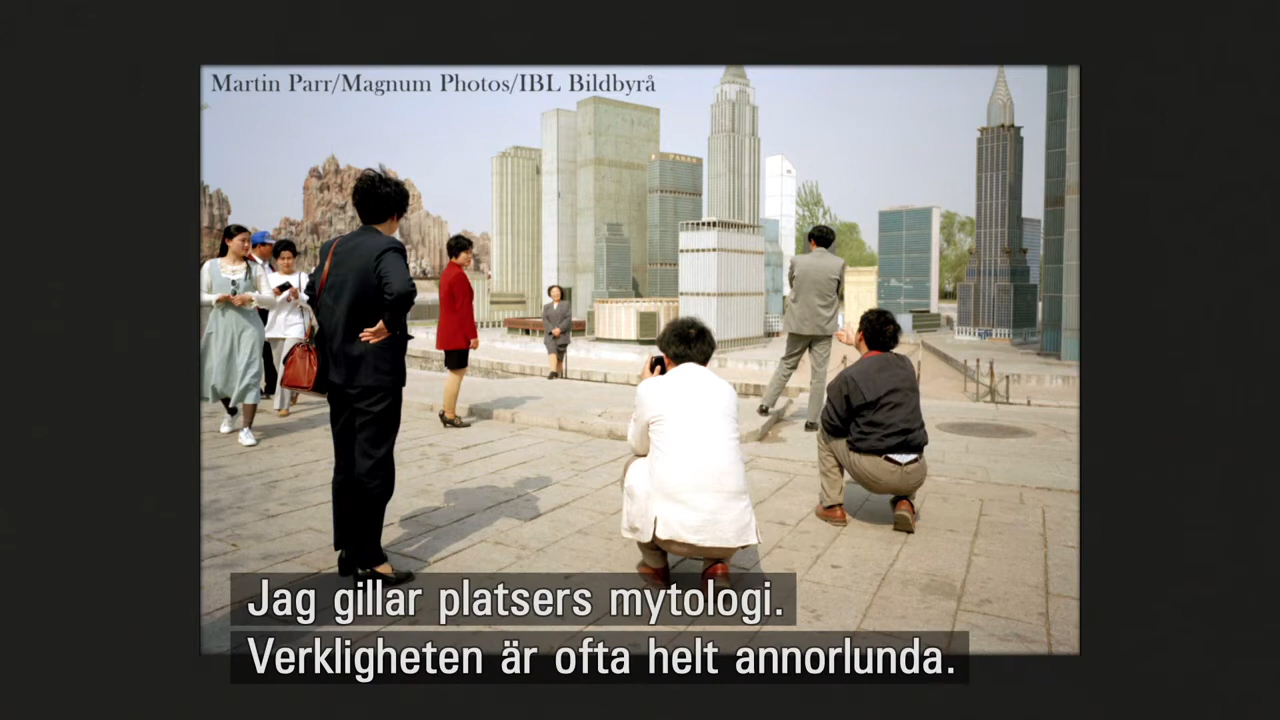 Martin Parr/Magnum Photos/IBL Bildbyrå
Jag gillar platsers mytologi.
Verkligheten är ofta helt annorlunda.